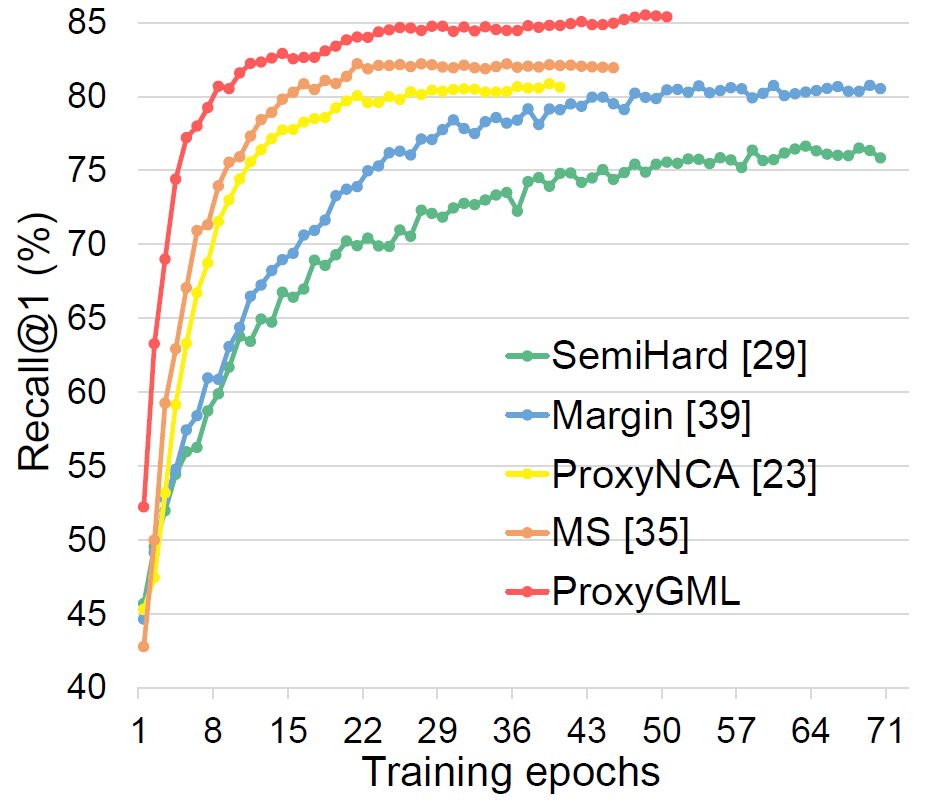 85
80
75
70
65
60
55
50
45
40
Recall@1 (%)
SemiHard [29]
Margin [39]
ProxyNCA [23]
MS [35]
ProxyGML
1 8 15 22 29 36 43 50 57 64 71
Training epochs